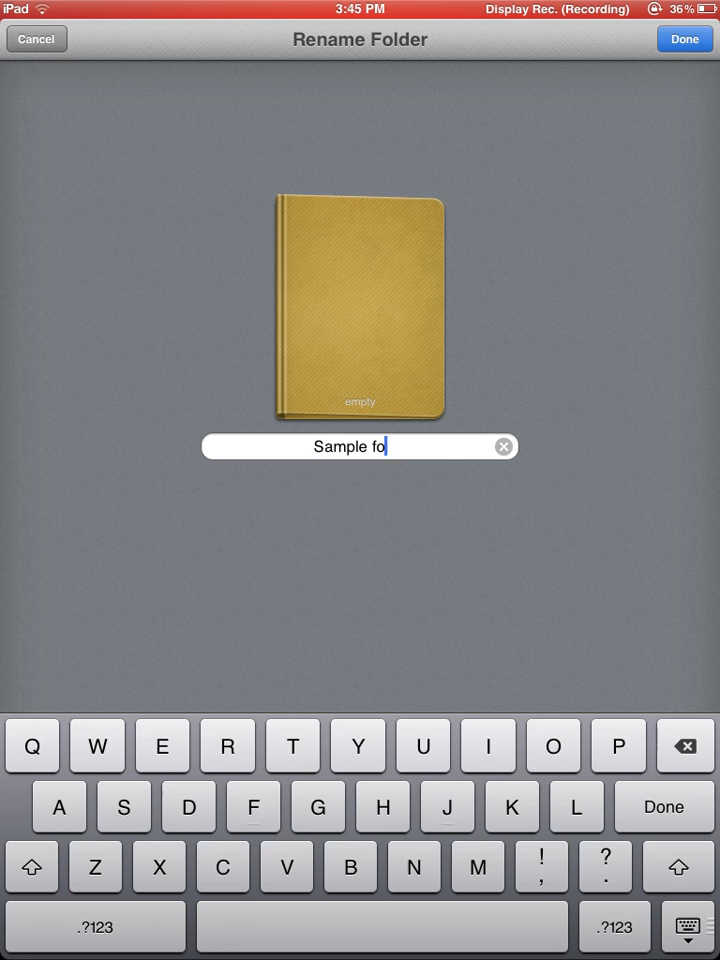 iPad 3:45 PM Display Rec. (Recording) 36%
Cancel Rename Folder Done
empty
Sample fo
Q W E R T Y U I O P
A S D F G H J K L Done
Z X C V B N M ! , ? .
.?123 .?123